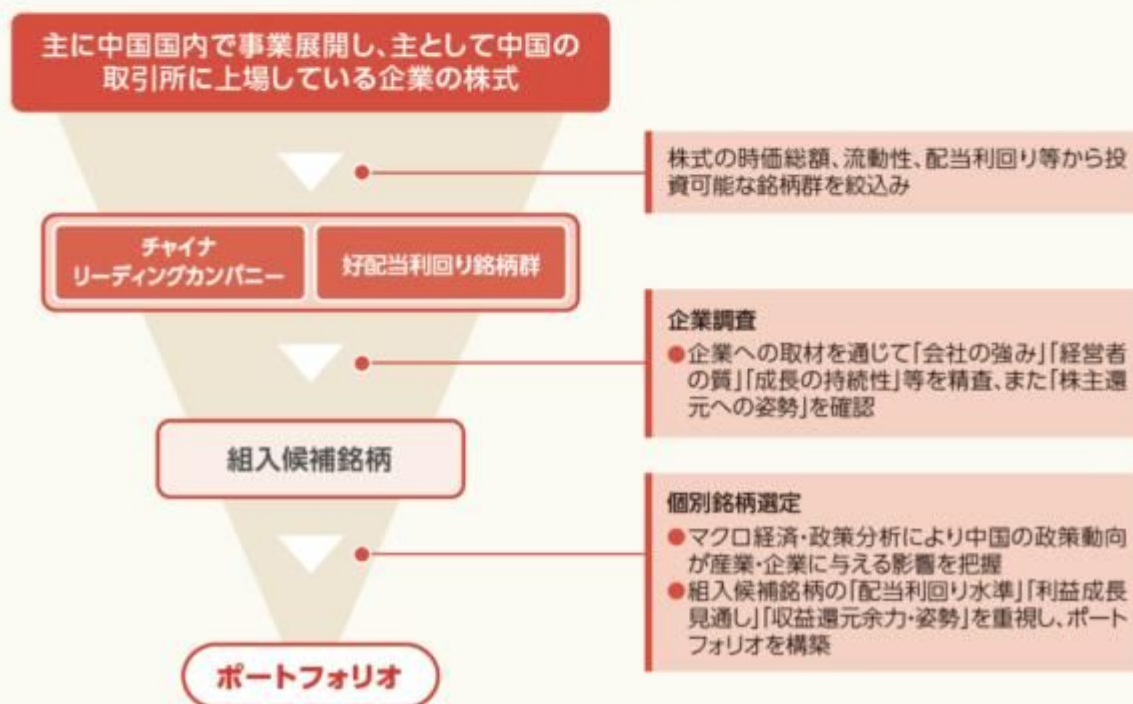 主に中国国内で事業展開し、主として中国の
取引所に上場している企業の株式
株式の時価総額、流動性、配当利回り等から投
資可能な銘柄群を絞込み
チャイナ
リーディングカンパニー
好配当利回り銘柄群
企業調査
●企業への取材を通じて「会社の強み」「経営者
の質」「成長の持続性」等を精査、また「株主還
元への姿勢」を確認
組入候補銘柄
個別銘柄選定
●マクロ経済・政策分析により中国の政策動向
が産業・企業に与える影響を把握
●組入候補銘柄の「配当利回り水準」「利益成長
見通し」「収益還元余力・姿勢」を重視し、ポート
フォリオを構築
ポートフォリオ